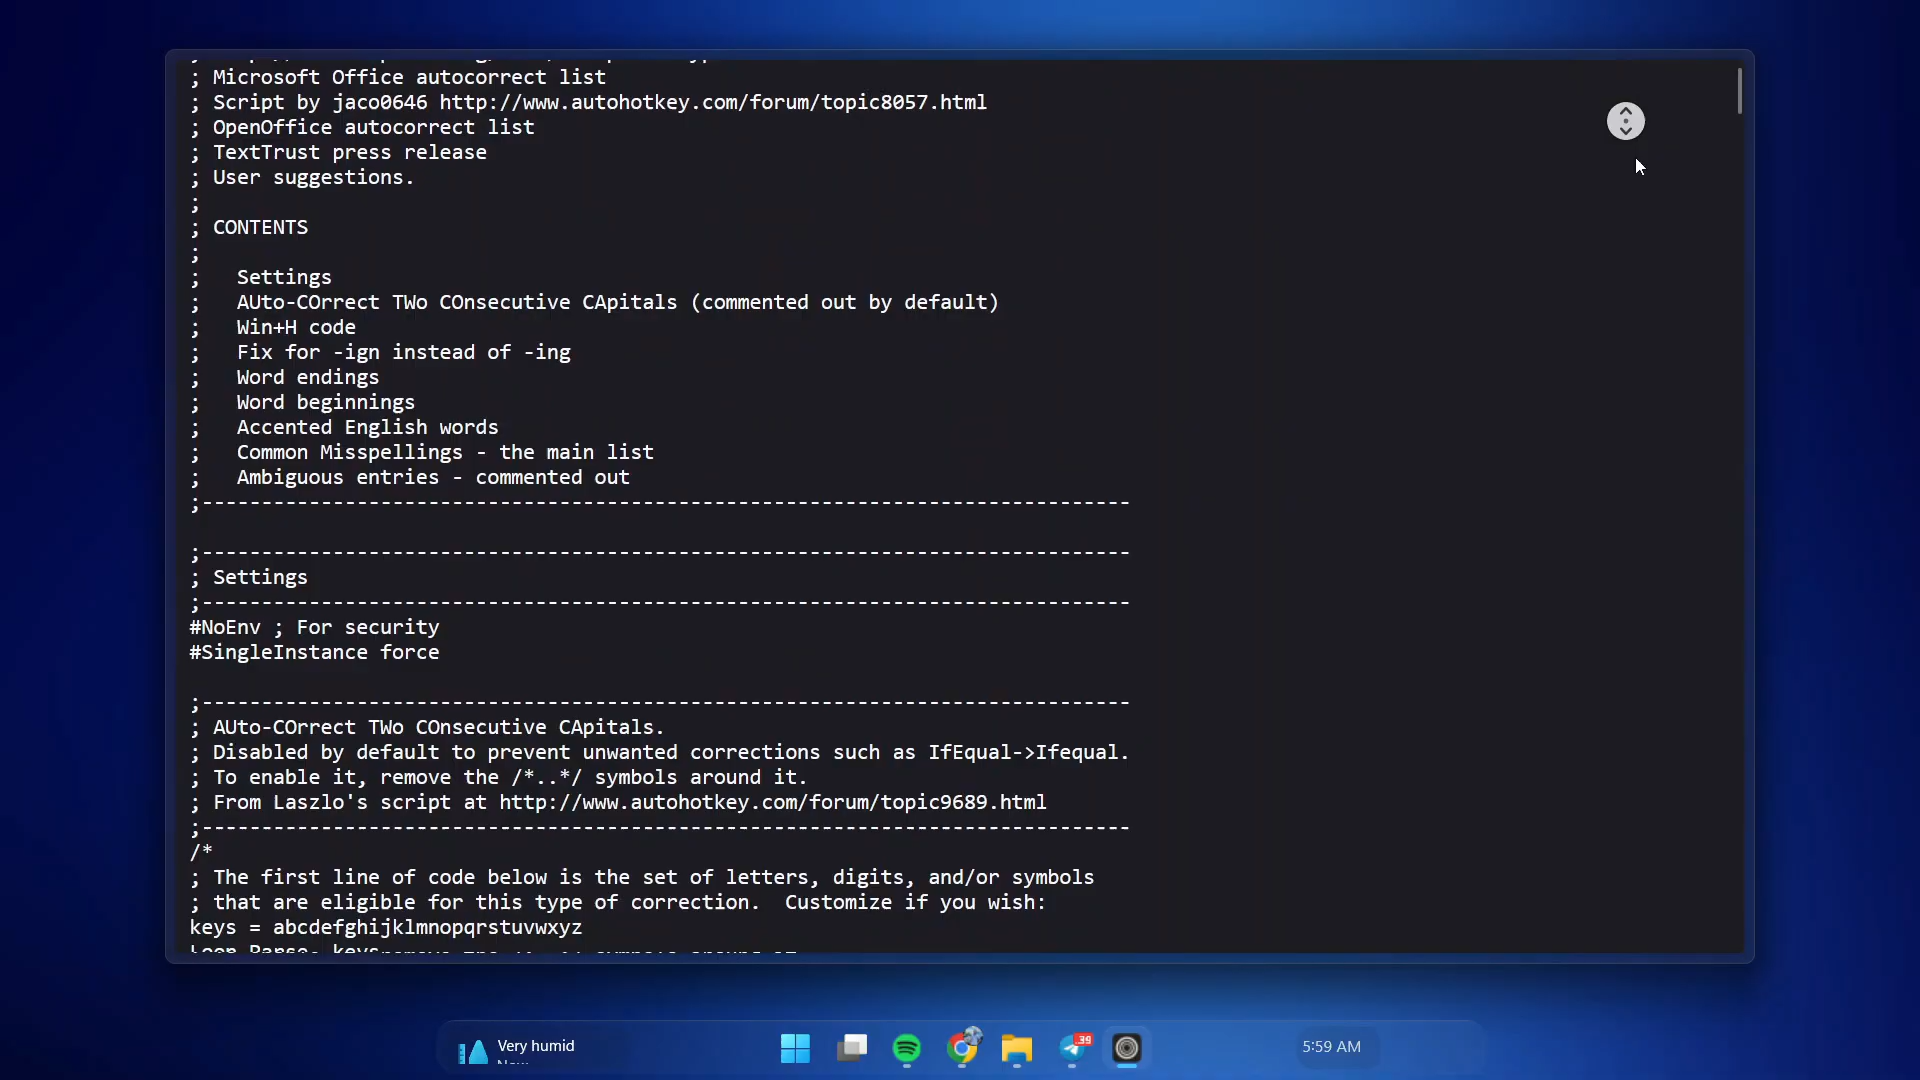 ; Microsoft Office autocorrect list
; Script by jaco0646 http://www.autohotkey.com/forum/topic8057.html
; OpenOffice autocorrect list
; TextTrust press release
; User suggestions.
;
; CONTENTS
;
;   Settings
;   AUto-COrrect TWo COnsecutive CApitals (commented out by default)
;   Win+H code
;   Fix for -ign instead of -ing
;   Word endings
;   Word beginnings
;   Accented English words
;   Common Misspellings - the main list
;   Ambiguous entries - commented out
;------------------------------------------------------------------------------
;------------------------------------------------------------------------------
; Settings
;------------------------------------------------------------------------------
#NoEnv ; For security
#SingleInstance force
;------------------------------------------------------------------------------
; AUto-COrrect TWo COnsecutive CApitals.
; Disabled by default to prevent unwanted corrections such as IfEqual->Ifequal.
; To enable it, remove the /*..*/ symbols around it.
; From Laszlo's script at http://www.autohotkey.com/forum/topic9689.html
;------------------------------------------------------------------------------
/*
; The first line of code below is the set of letters, digits, and/or symbols
; that are eligible for this type of correction.  Customize if you wish:
keys = abcdefghijklmnopqrstuvwxyz
Loop Parse, keys
Very humid
Now
39
5:59 AM